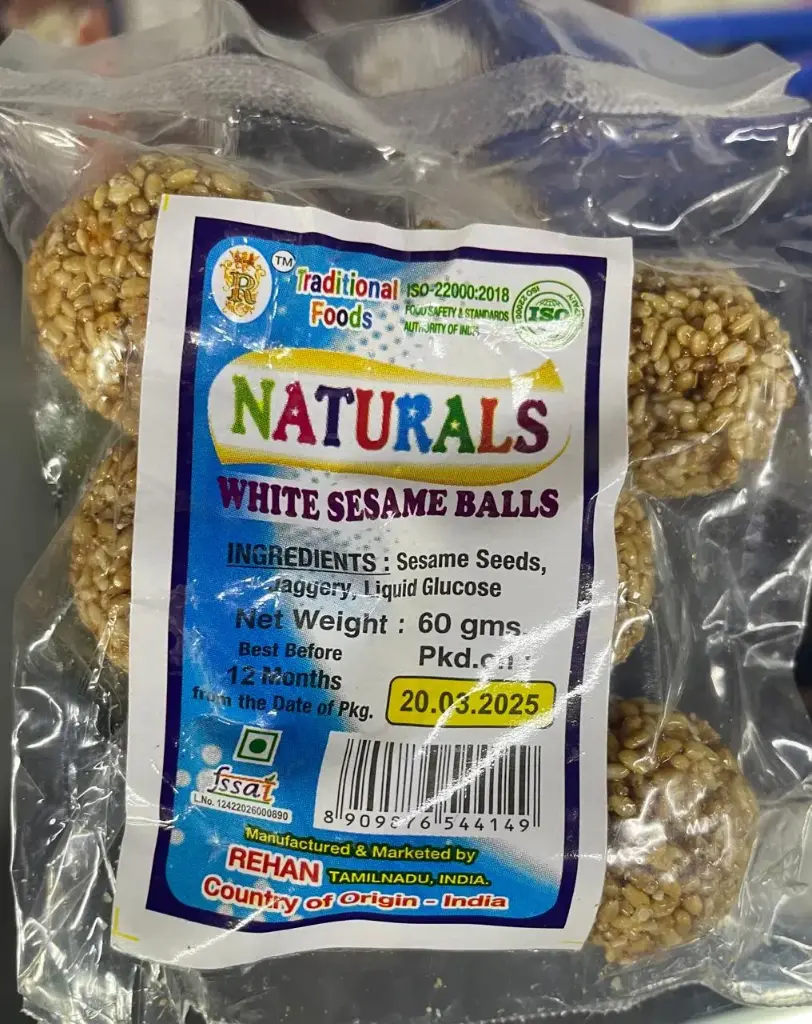 R TM
Traditional
Foods
ISO-22000:2018
FOOD SAFETY & STANDARDS
AUTHORITY OF INDIA
ISO
NATURALS
WHITE SESAME BALLS
INGREDIENTS : Sesame Seeds,
Jaggery, Liquid Glucose
Net Weight : 60 gms.
Best Before
12 Months
from the Date of Pkg.
Pkd.on :
20.03.2025
fssai
L.No. 12422026000890
8 909876 544149
Manufactured & Marketed by
REHAN TAMILNADU, INDIA.
Country of Origin - India